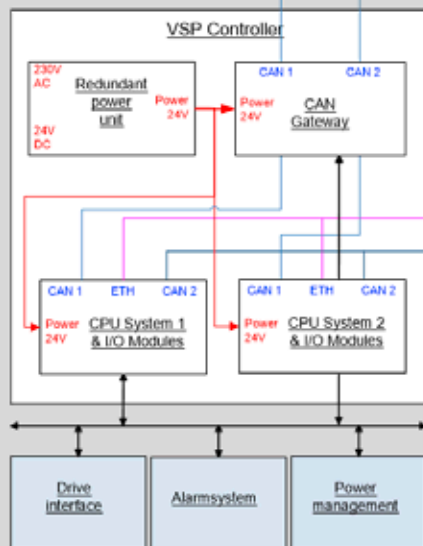 VSP Controller
230V
AC
Redundant
power
unit
Power
24V
24V
DC
CAN 1
CAN 2
Power
24V
CAN
Gateway
CAN 1
ETH
CAN 2
Power
24V
CPU System 1
& I/O Modules
CAN 1
ETH
CAN 2
Power
24V
CPU System 2
& I/O Modules
Drive
interface
Alarmsystem
Power
management